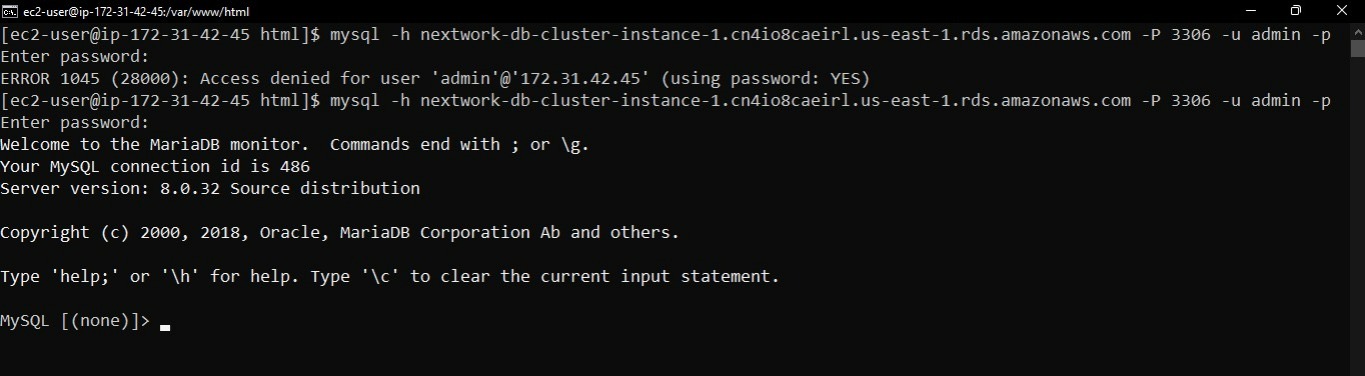 ec2-user@ip-172-31-42-45:/var/www/html
[ec2-user@ip-172-31-42-45 html]$ mysql -h nextwork-db-cluster-instance-1.cn4io8caeirl.us-east-1.rds.amazonaws.com -P 3306 -u admin -p
Enter password:
ERROR 1045 (28000): Access denied for user 'admin'@'172.31.42.45' (using password: YES)
[ec2-user@ip-172-31-42-45 html]$ mysql -h nextwork-db-cluster-instance-1.cn4io8caeirl.us-east-1.rds.amazonaws.com -P 3306 -u admin -p
Enter password:
Welcome to the MariaDB monitor.  Commands end with ; or \g.
Your MySQL connection id is 486
Server version: 8.0.32 Source distribution
Copyright (c) 2000, 2018, Oracle, MariaDB Corporation Ab and others.
Type 'help;' or '\h' for help. Type '\c' to clear the current input statement.
MySQL [(none)]>